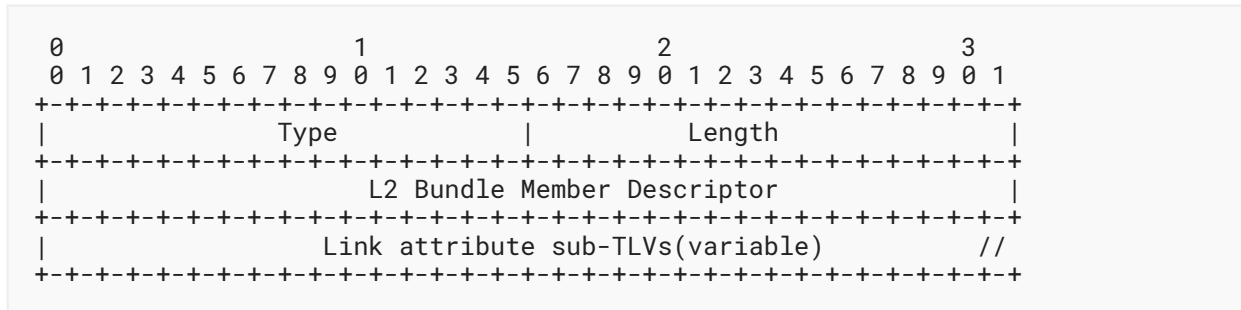 0                   1                   2                   3
 0 1 2 3 4 5 6 7 8 9 0 1 2 3 4 5 6 7 8 9 0 1 2 3 4 5 6 7 8 9 0 1
+-+-+-+-+-+-+-+-+-+-+-+-+-+-+-+-+-+-+-+-+-+-+-+-+-+-+-+-+-+-+-+-+
|               Type            |          Length               |
+-+-+-+-+-+-+-+-+-+-+-+-+-+-+-+-+-+-+-+-+-+-+-+-+-+-+-+-+-+-+-+-+
|                     L2 Bundle Member Descriptor               |
+-+-+-+-+-+-+-+-+-+-+-+-+-+-+-+-+-+-+-+-+-+-+-+-+-+-+-+-+-+-+-+-+
|                  Link attribute sub-TLVs(variable)          //
+-+-+-+-+-+-+-+-+-+-+-+-+-+-+-+-+-+-+-+-+-+-+-+-+-+-+-+-+-+-+-+-+